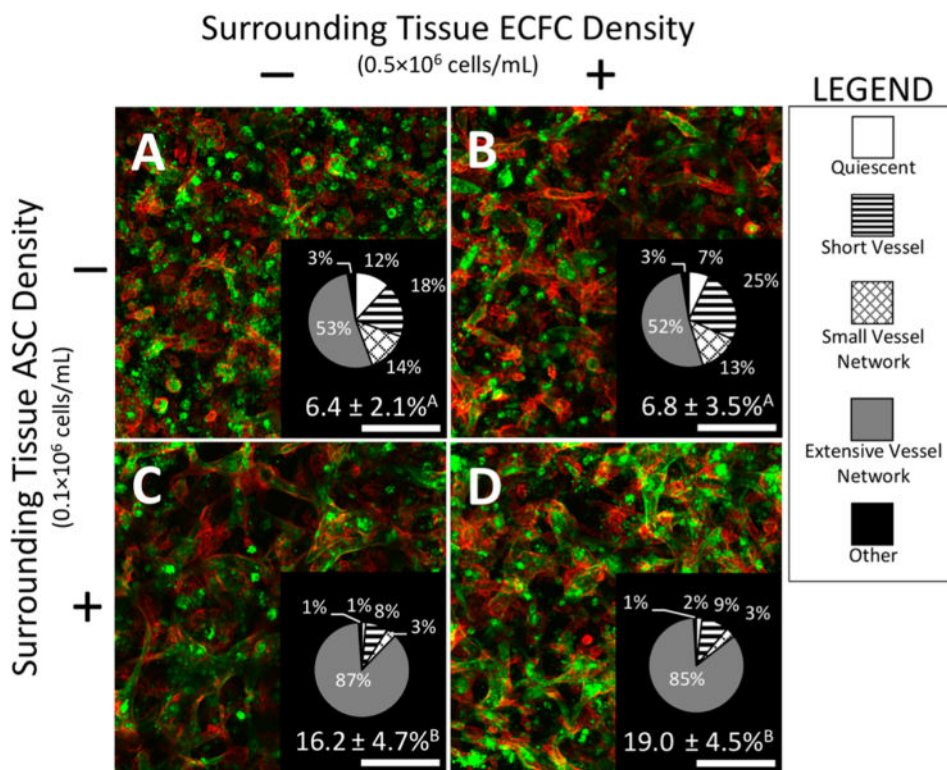 Surrounding Tissue ECFC Density
(0.5×10⁶ cells/mL)
− +
Surrounding Tissue ASC Density
(0.1×10⁶ cells/mL)
−
+
A
3% 12%
18%
53%
14%
6.4 ± 2.1%ᴬ
B
3% 7%
25%
52%
13%
6.8 ± 3.5%ᴬ
C
1% 1% 8%
3%
87%
16.2 ± 4.7%ᴮ
D
1% 2% 9% 3%
85%
19.0 ± 4.5%ᴮ
LEGEND
Quiescent
Short Vessel
Small Vessel
Network
Extensive Vessel
Network
Other